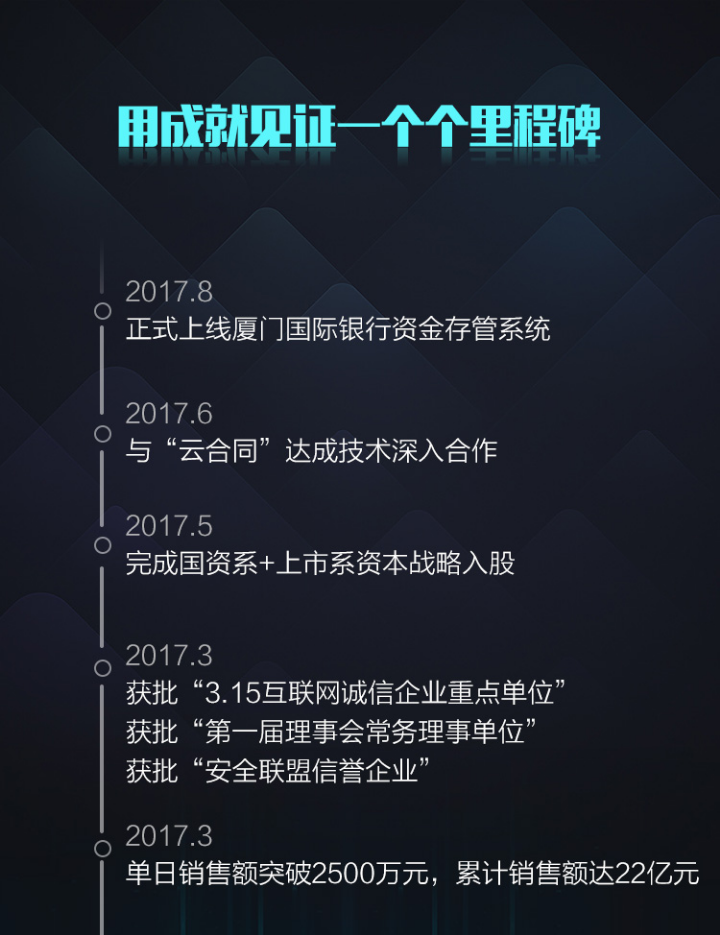 用成就见证一个个里程碑
2017.8
正式上线厦门国际银行资金存管系统
2017.6
与“云合同”达成技术深入合作
2017.5
完成国资系+上市系资本战略入股
2017.3
获批“3.15互联网诚信企业重点单位”
获批“第一届理事会常务理事单位”
获批“安全联盟信誉企业”
2017.3
单日销售额突破2500万元，累计销售额达22亿元